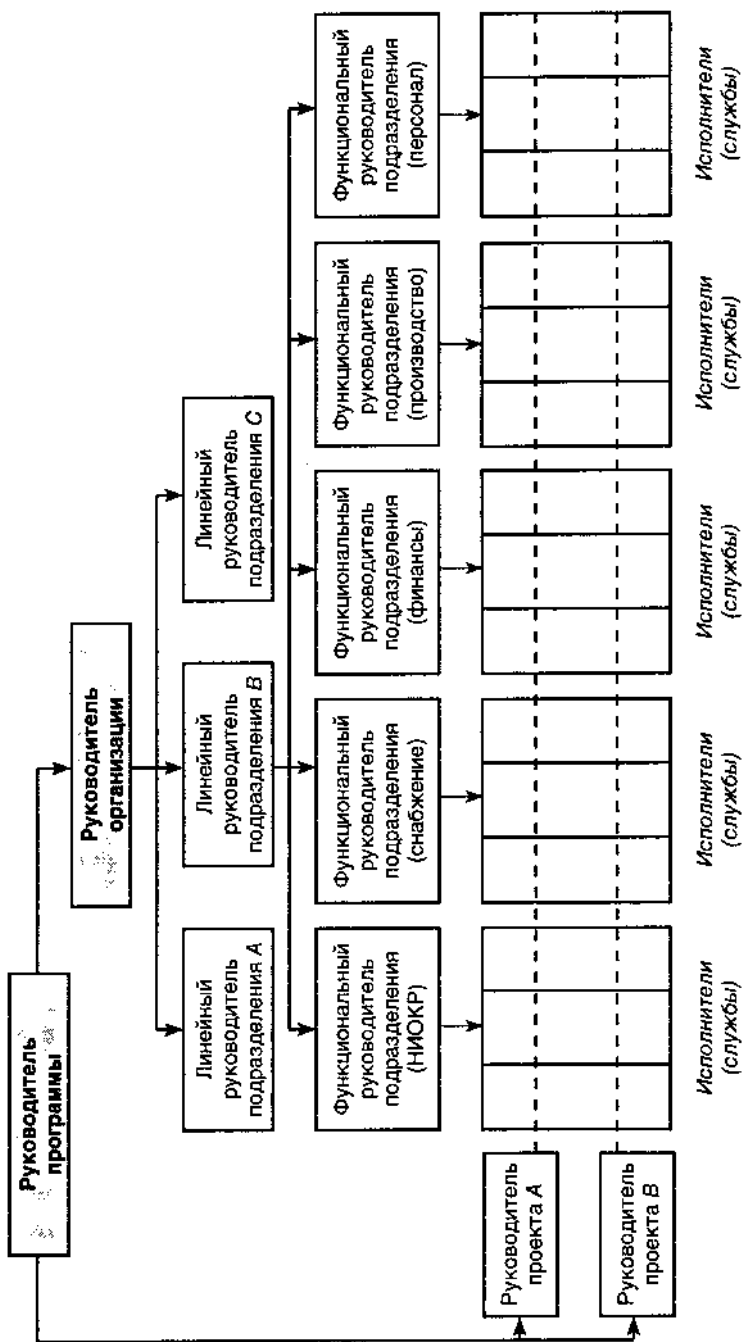 Руководитель
программы
Руководитель
организации
Линейный
руководитель
подразделения A
Линейный
руководитель
подразделения B
Линейный
руководитель
подразделения C
Функциональный
руководитель
подразделения
(НИОКР)
Функциональный
руководитель
подразделения
(снабжение)
Функциональный
руководитель
подразделения
(финансы)
Функциональный
руководитель
подразделения
(производство)
Функциональный
руководитель
подразделения
(персонал)
Руководитель
проекта A
Руководитель
проекта B
Исполнители
(службы)
Исполнители
(службы)
Исполнители
(службы)
Исполнители
(службы)
Исполнители
(службы)